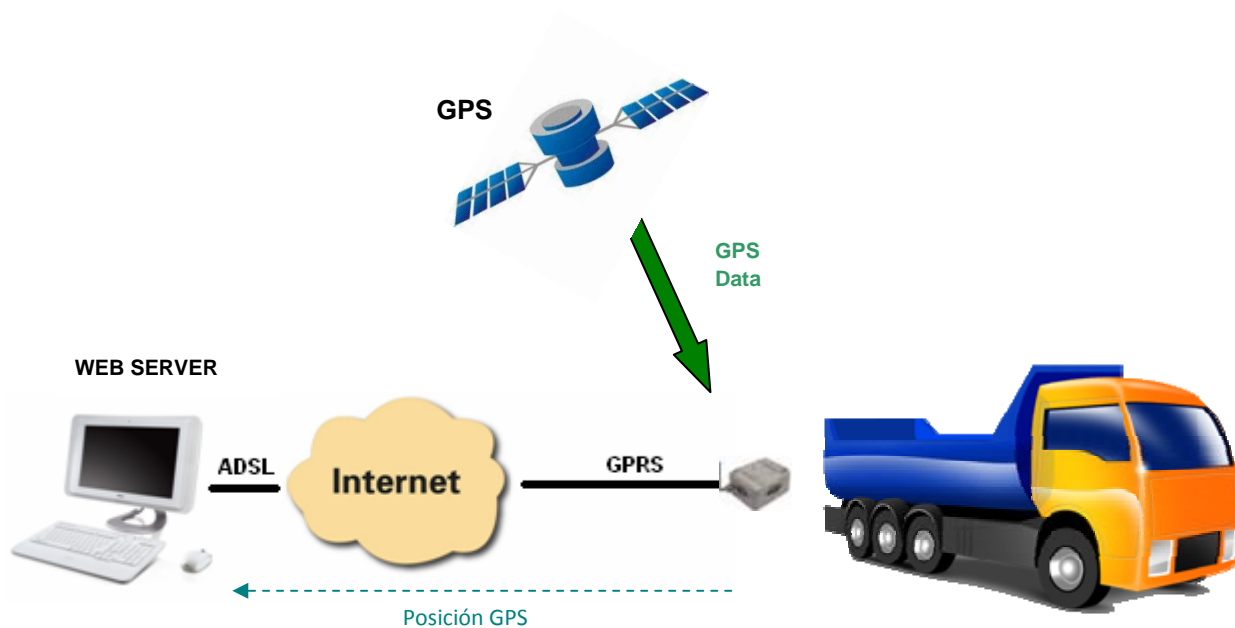 GPS
GPS
Data
WEB SERVER
ADSL
Internet
GPRS
Posición GPS